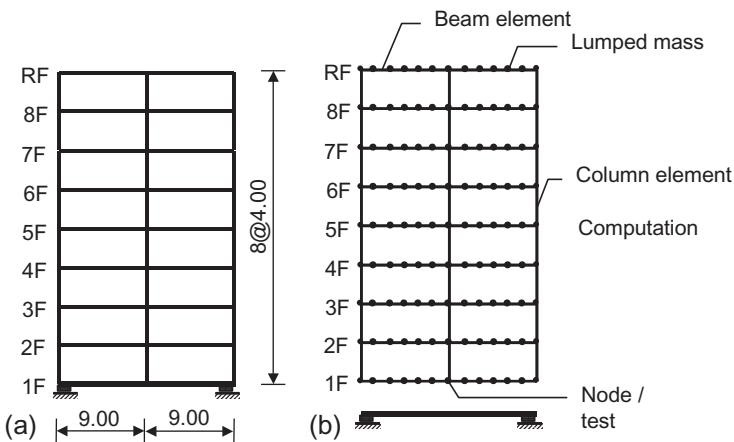 RF
8F
7F
6F
5F
4F
3F
2F
1F
8@4.00
9.00
9.00
(a)
Beam element
Lumped mass
RF
8F
7F
6F
5F
4F
3F
2F
1F
Column element
Computation
Node /
test
(b)